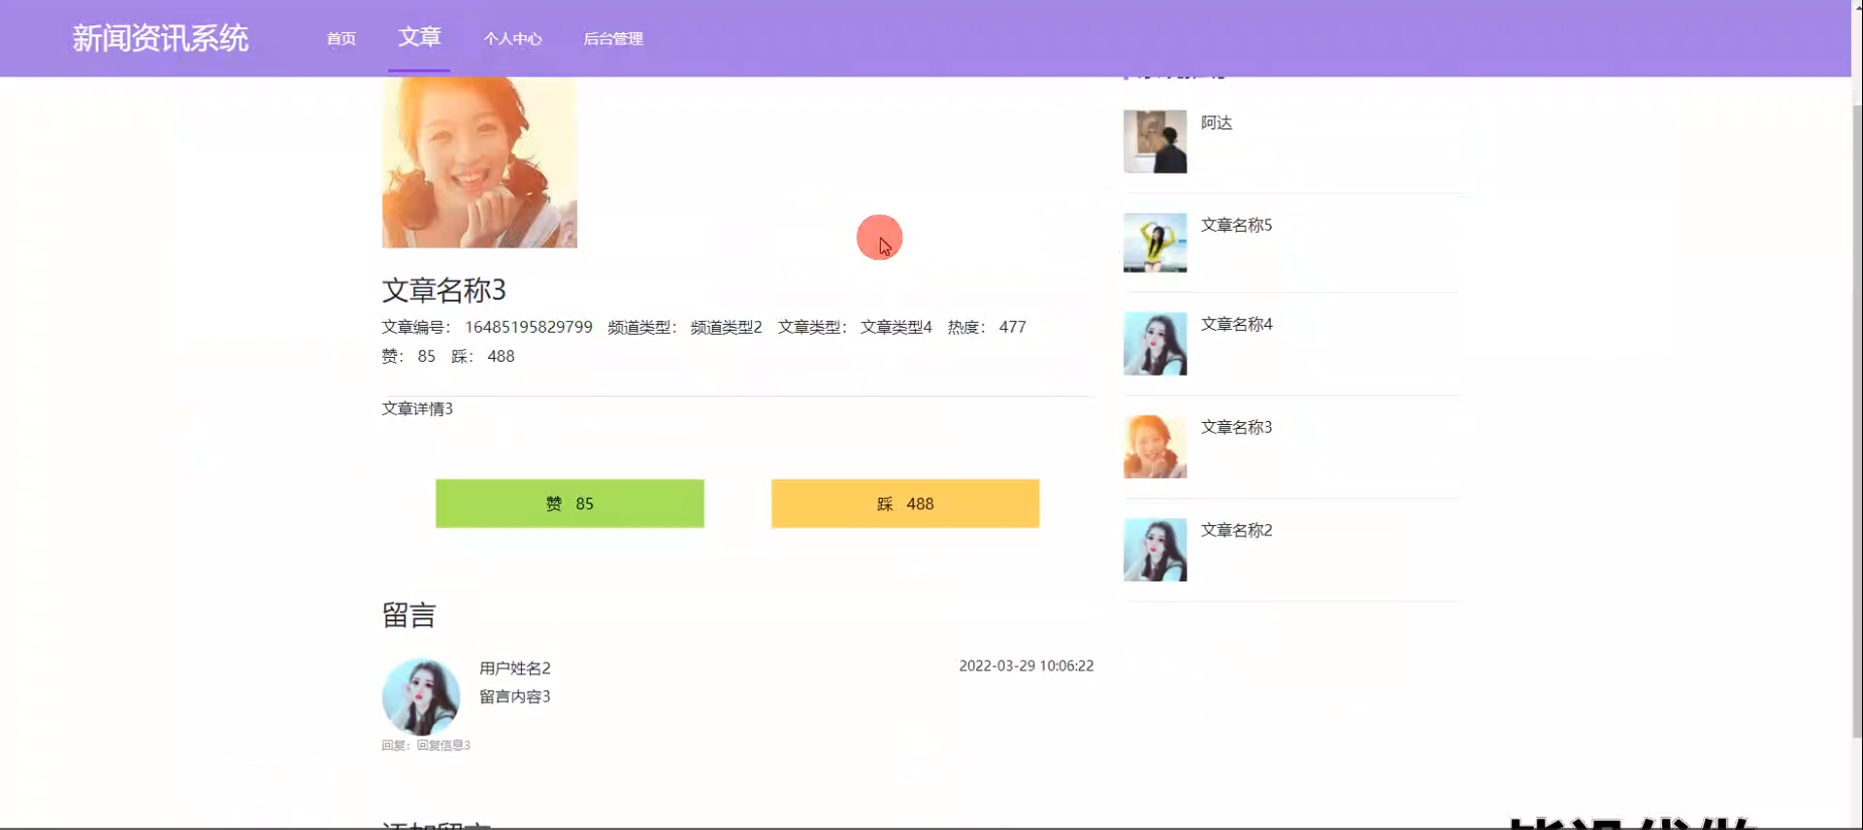 新闻资讯系统 首页 文章 个人中心 后台管理
文章名称3
文章编号： 16485195829799 频道类型： 频道类型2 文章类型： 文章类型4 热度： 477
赞： 85 踩： 488
文章详情3
赞 85 踩 488
留言
用户姓名2 2022-03-29 10:06:22
留言内容3
回复：回复信息3
阿达
文章名称5
文章名称4
文章名称3
文章名称2